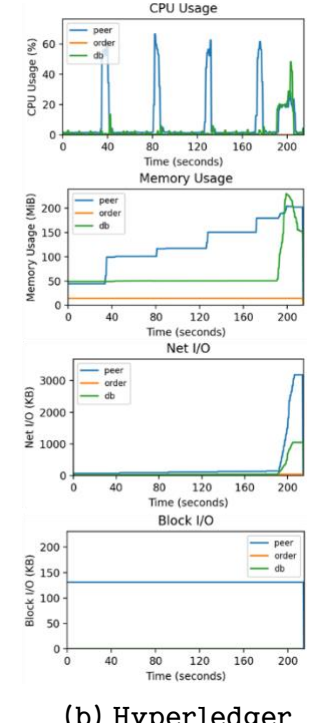 CPU Usage
CPU Usage (%)
60
40
20
0
peer
order
db
0 40 80 120 160 200
Time (seconds)
Memory Usage
Memory Usage (MiB)
200
150
100
50
0
peer
order
db
0 40 80 120 160 200
Time (seconds)
Net I/O
Net I/O (KB)
3000
2000
1000
0
peer
order
db
0 40 80 120 160 200
Time (seconds)
Block I/O
Block I/O (KB)
200
150
100
50
0
peer
order
db
0 40 80 120 160 200
Time (seconds)
(b) Hyperledger